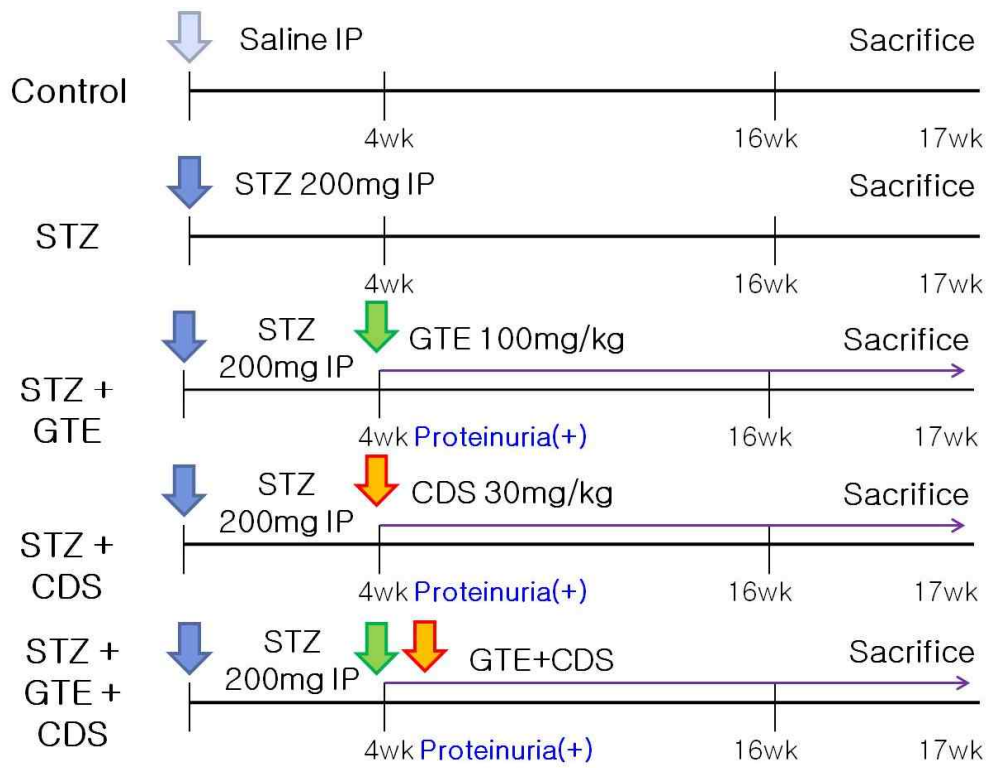 Saline IP
Sacrifice
Control
4wk
16wk
17wk
STZ 200mg IP
Sacrifice
STZ
4wk
16wk
17wk
STZ
200mg IP
GTE 100mg/kg
Sacrifice
STZ +
GTE
4wk Proteinuria(+)
16wk
17wk
STZ
200mg IP
CDS 30mg/kg
Sacrifice
STZ +
CDS
4wk Proteinuria(+)
16wk
17wk
STZ
200mg IP
GTE+CDS
Sacrifice
STZ +
GTE +
CDS
4wk Proteinuria(+)
16wk
17wk